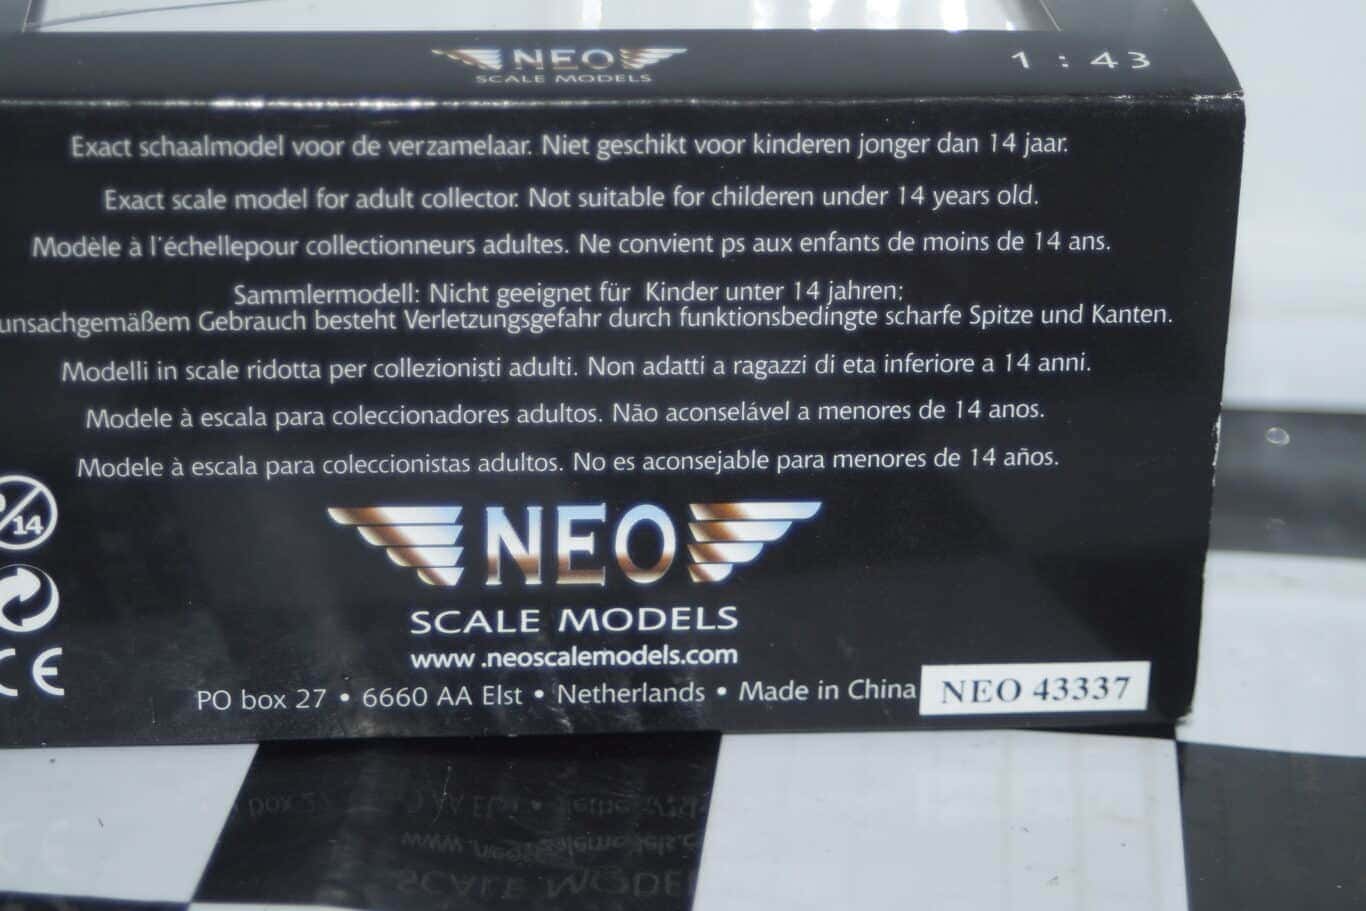 NEO
SCALE MODELS
1 : 43
Exact schaalmodel voor de verzamelaar. Niet geschikt voor kinderen jonger dan 14 jaar.
Exact scale model for adult collector. Not suitable for childeren under 14 years old.
Modèle à l'échellepour collectionneurs adultes. Ne convient ps aux enfants de moins de 14 ans.
Sammlermodell: Nicht geeignet für Kinder unter 14 jahren:
unsachgemäßem Gebrauch besteht Verletzungsgefahr durch funktionsbedingte scharfe Spitze und Kanten.
Modelli in scale ridotta per collezionisti adulti. Non adatti a ragazzi di eta inferiore a 14 anni.
Modele à escala para coleccionadores adultos. Não aconselável a menores de 14 anos.
Modele à escala para coleccionistas adultos. No es aconsejable para menores de 14 años.
/14
NEO
SCALE MODELS
www .neoscalemodels.com
CE
PO box 27 • 6660 AA Elst • Netherlands • Made in China
NEO 43337